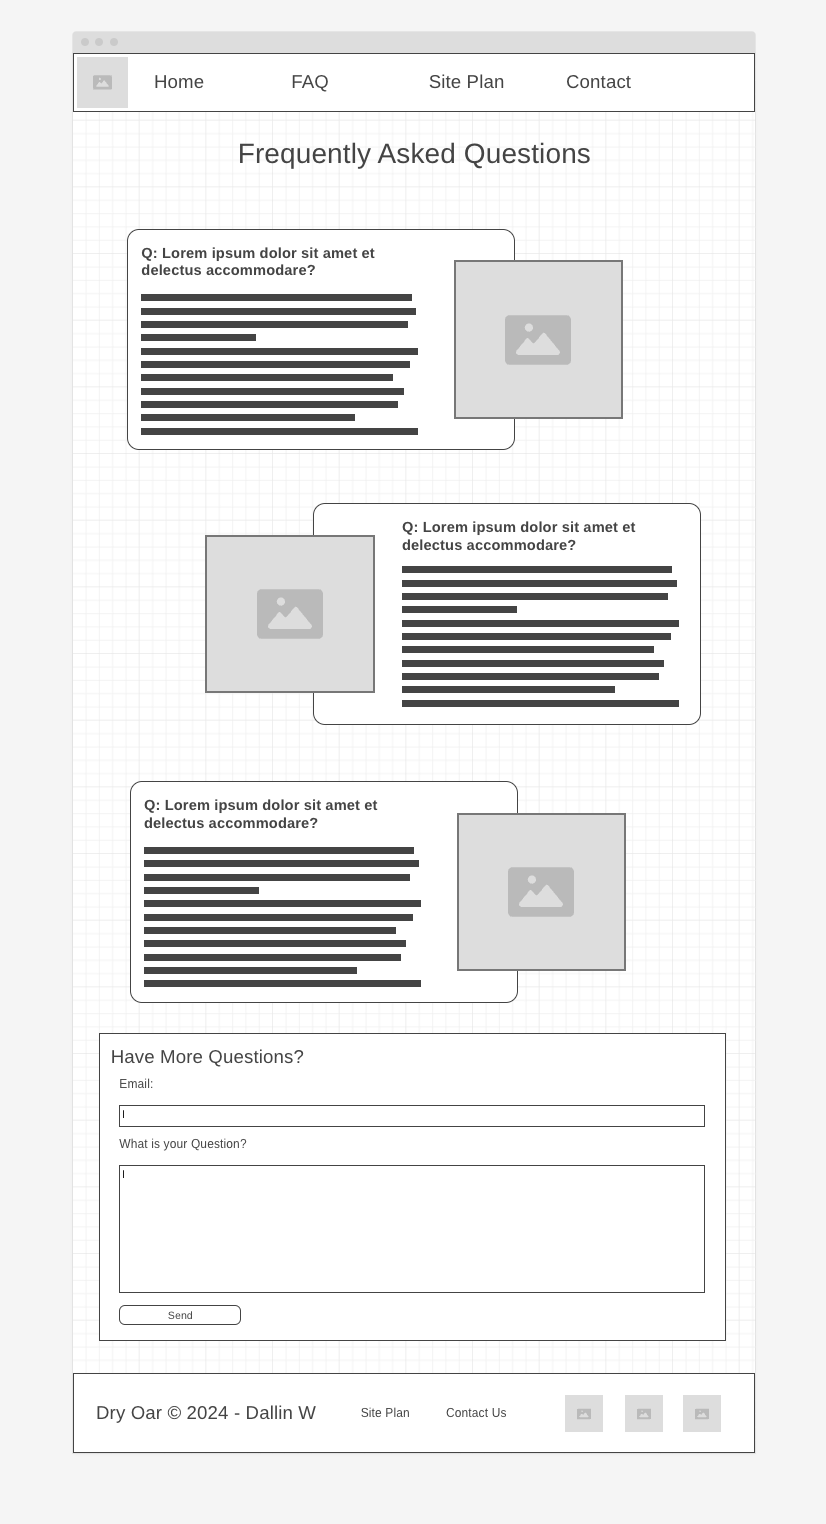 Home FAQ Site Plan Contact
Frequently Asked Questions
Q: Lorem ipsum dolor sit amet et
delectus accommodare?
Q: Lorem ipsum dolor sit amet et
delectus accommodare?
Q: Lorem ipsum dolor sit amet et
delectus accommodare?
Have More Questions?
Email:
What is your Question?
Send
Dry Oar © 2024 - Dallin W Site Plan Contact Us